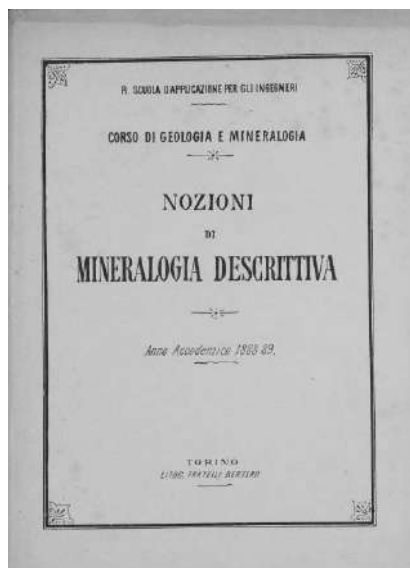 R. SCUOLA D'APPLICAZIONE PER GLI INGEGNERI
CORSO DI GEOLOGIA E MINERALOGIA
NOZIONI
DI
MINERALOGIA DESCRITTIVA
Anno Accademico 1888-89.
TORINO
LITOG. FRATELLI BERTERO